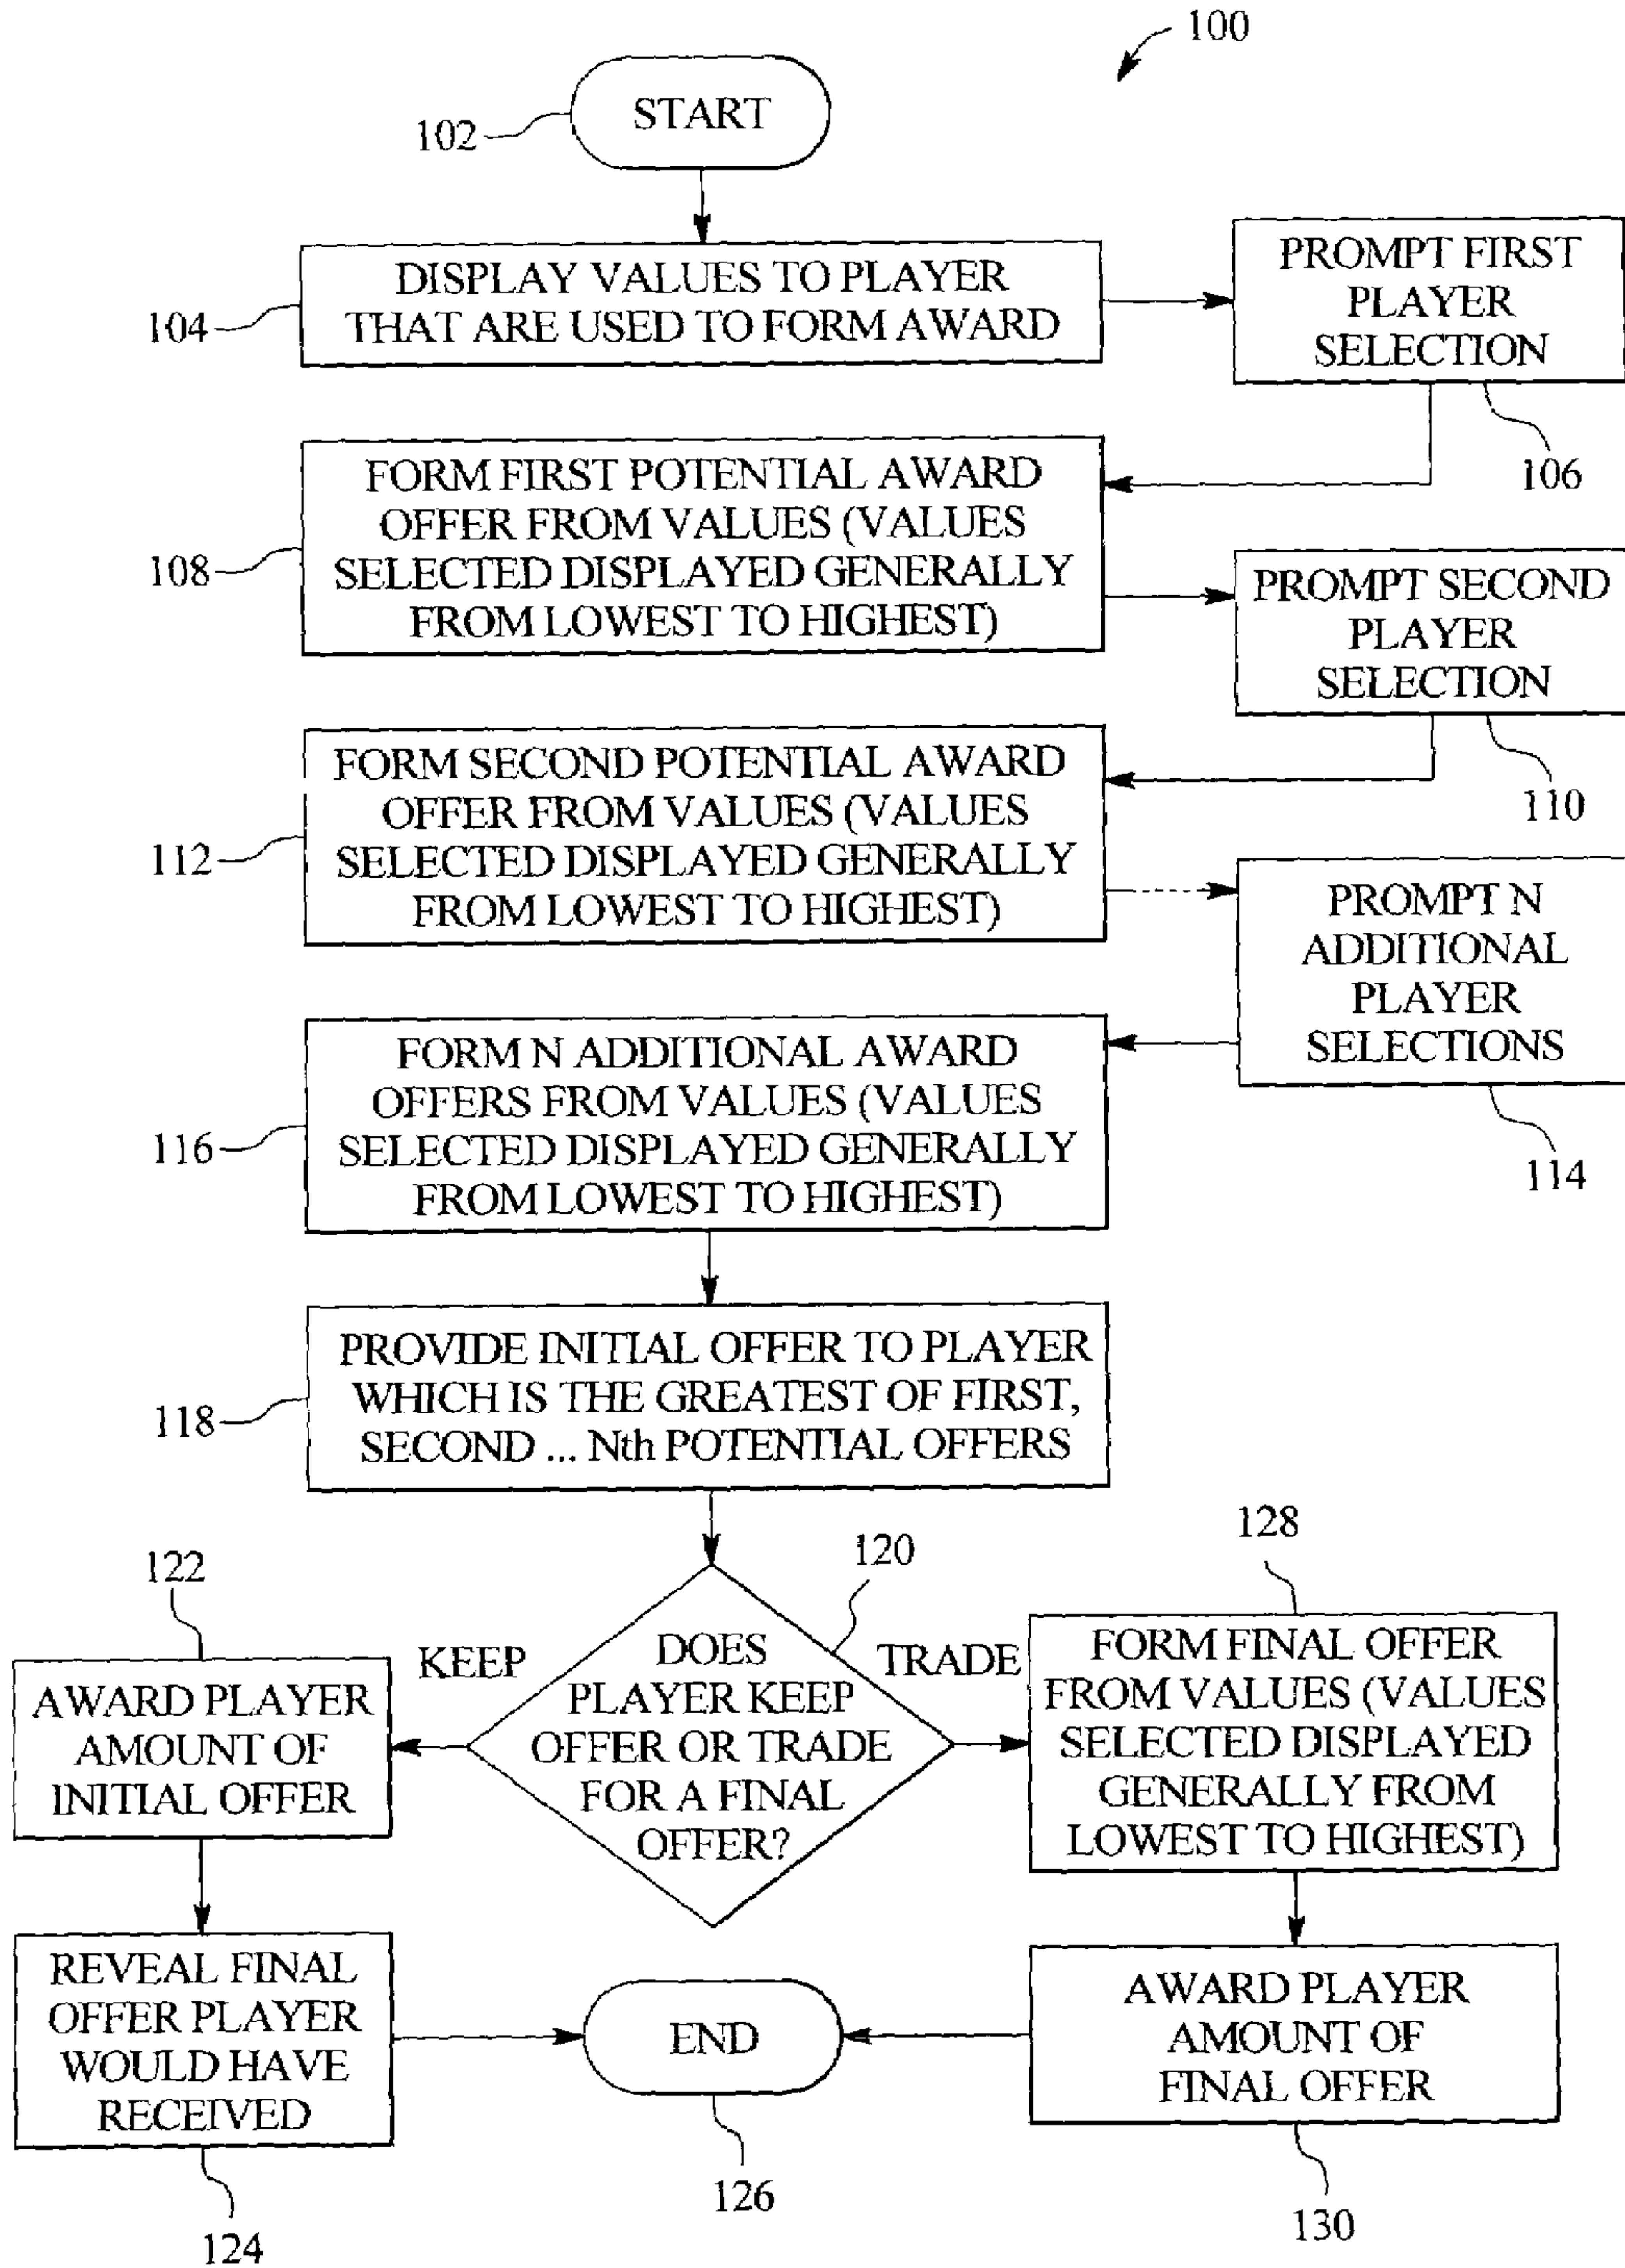 100
START
102
DISPLAY VALUES TO PLAYER
THAT ARE USED TO FORM AWARD
104
PROMPT FIRST
PLAYER
SELECTION
106
FORM FIRST POTENTIAL AWARD
OFFER FROM VALUES (VALUES
SELECTED DISPLAYED GENERALLY
FROM LOWEST TO HIGHEST)
108
PROMPT SECOND
PLAYER
SELECTION
110
FORM SECOND POTENTIAL AWARD
OFFER FROM VALUES (VALUES
SELECTED DISPLAYED GENERALLY
FROM LOWEST TO HIGHEST)
112
PROMPT N
ADDITIONAL
PLAYER
SELECTIONS
114
FORM N ADDITIONAL AWARD
OFFERS FROM VALUES (VALUES
SELECTED DISPLAYED GENERALLY
FROM LOWEST TO HIGHEST)
116
PROVIDE INITIAL OFFER TO PLAYER
WHICH IS THE GREATEST OF FIRST,
SECOND ... Nth POTENTIAL OFFERS
118
120
DOES
PLAYER KEEP
OFFER OR TRADE
FOR A FINAL
OFFER?
KEEP
TRADE
122
AWARD PLAYER
AMOUNT OF
INITIAL OFFER
128
FORM FINAL OFFER
FROM VALUES (VALUES
SELECTED DISPLAYED
GENERALLY FROM
LOWEST TO HIGHEST)
REVEAL FINAL
OFFER PLAYER
WOULD HAVE
RECEIVED
124
END
126
AWARD PLAYER
AMOUNT OF
FINAL OFFER
130